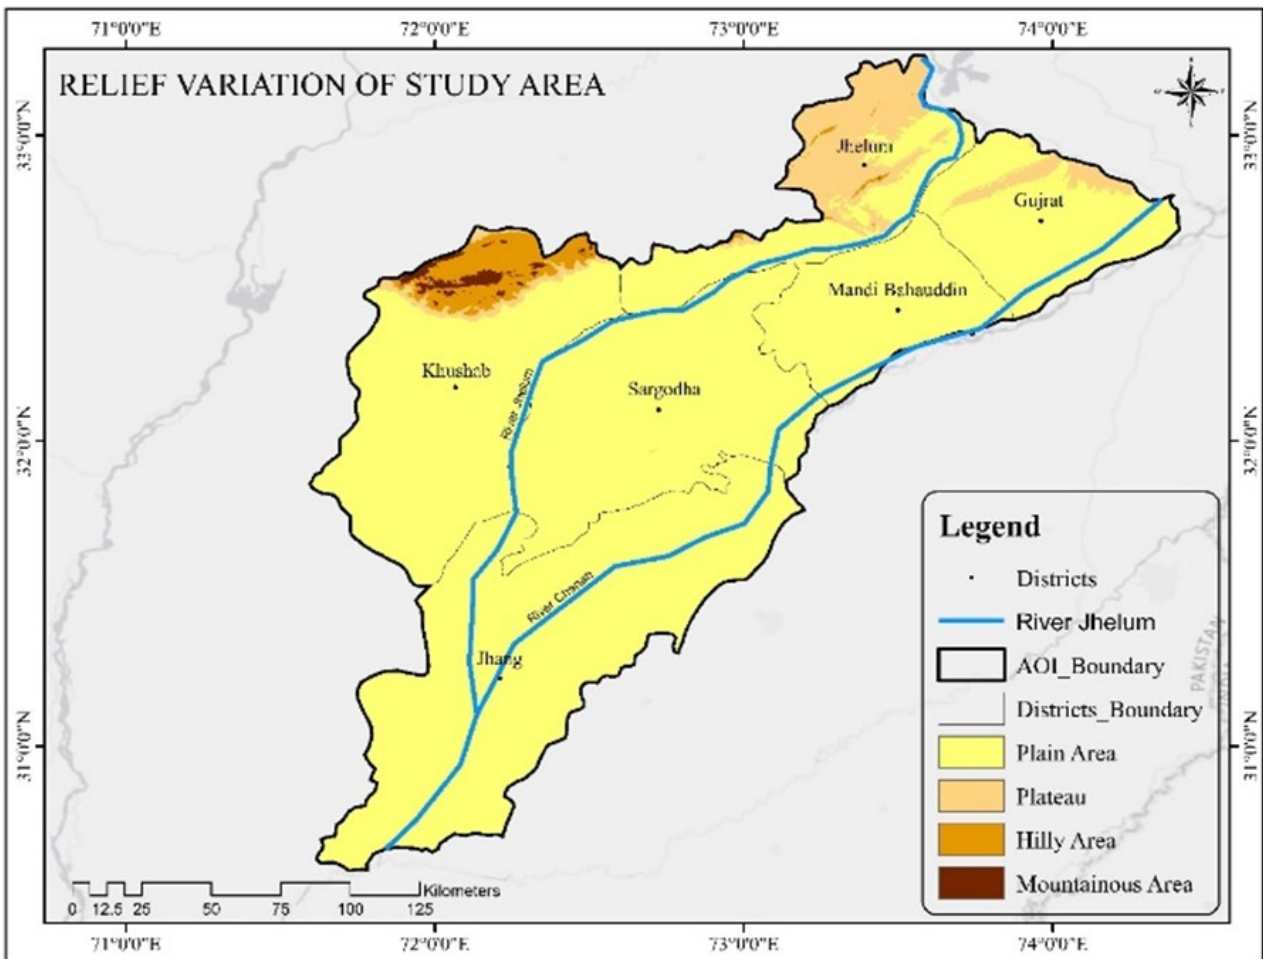 71°0'0"E
72°0'0"E
73°0'0"E
74°0'0"E
RELIEF VARIATION OF STUDY AREA
33°0'0"N
33°0'0"N
Jhelum
Gujrat
Mandi Bahauddin
Khushab
Sargodha
River Jhelum
32°0'0"N
32°0'0"N
River Chenab
Jhang
Legend
Districts
River Jhelum
AOI_Boundary
Districts_Boundary
Plain Area
Plateau
Hilly Area
Mountainous Area
PAKISTAN
31°0'0"N
31°0'0"N
Kilometers
0 12.5 25 50 75 100 125
71°0'0"E
72°0'0"E
73°0'0"E
74°0'0"E